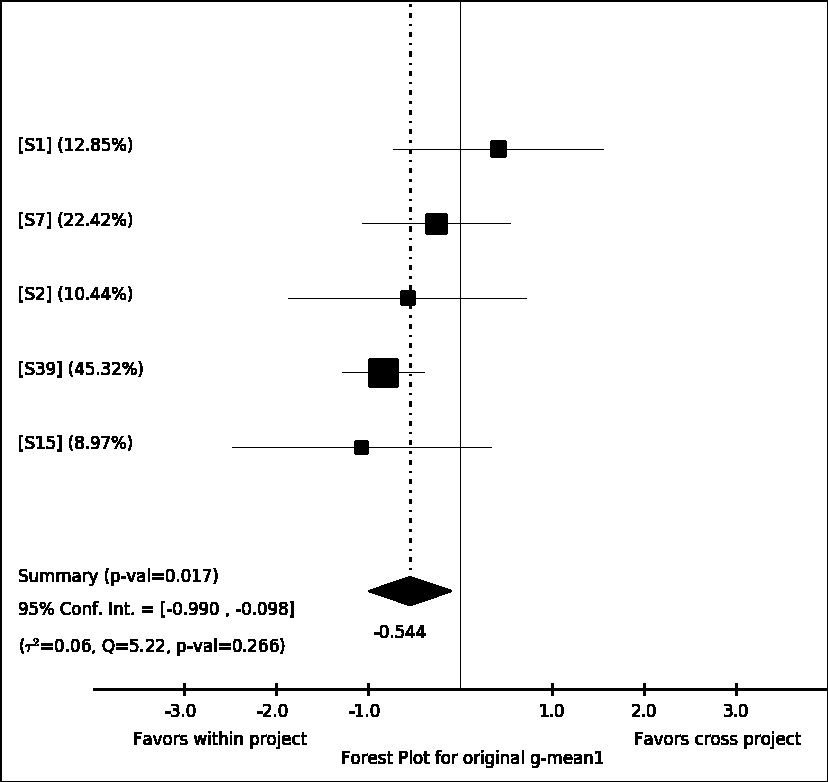 [S1] (12.85%)
[S7] (22.42%)
[S2] (10.44%)
[S39] (45.32%)
[S15] (8.97%)
Summary (p-val=0.017)
95% Conf. Int. = [-0.990 , -0.098]
-0.544
(τ²=0.06, Q=5.22, p-val=0.266)
-3.0 -2.0 -1.0 1.0 2.0 3.0
Favors within project Favors cross project
Forest Plot for original g-mean1